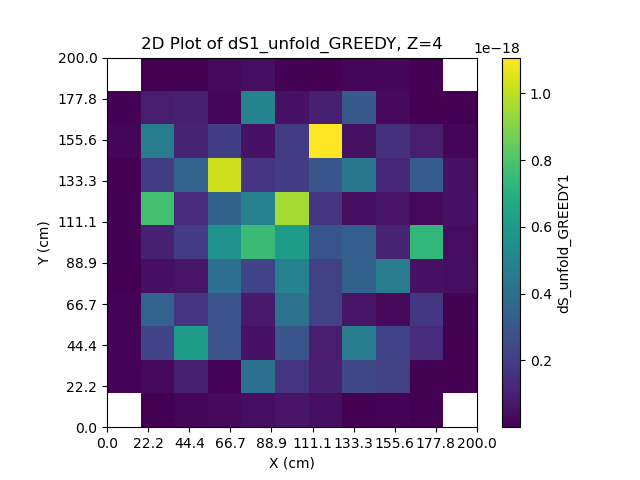 2D Plot of dS1_unfold_GREEDY, Z=4
1e−18
200.0
177.8
155.6
133.3
111.1
88.9
66.7
44.4
22.2
0.0
Y (cm)
0.0 22.2 44.4 66.7 88.9 111.1 133.3 155.6 177.8 200.0
X (cm)
1.0
0.8
0.6
0.4
0.2
dS_unfold_GREEDY1